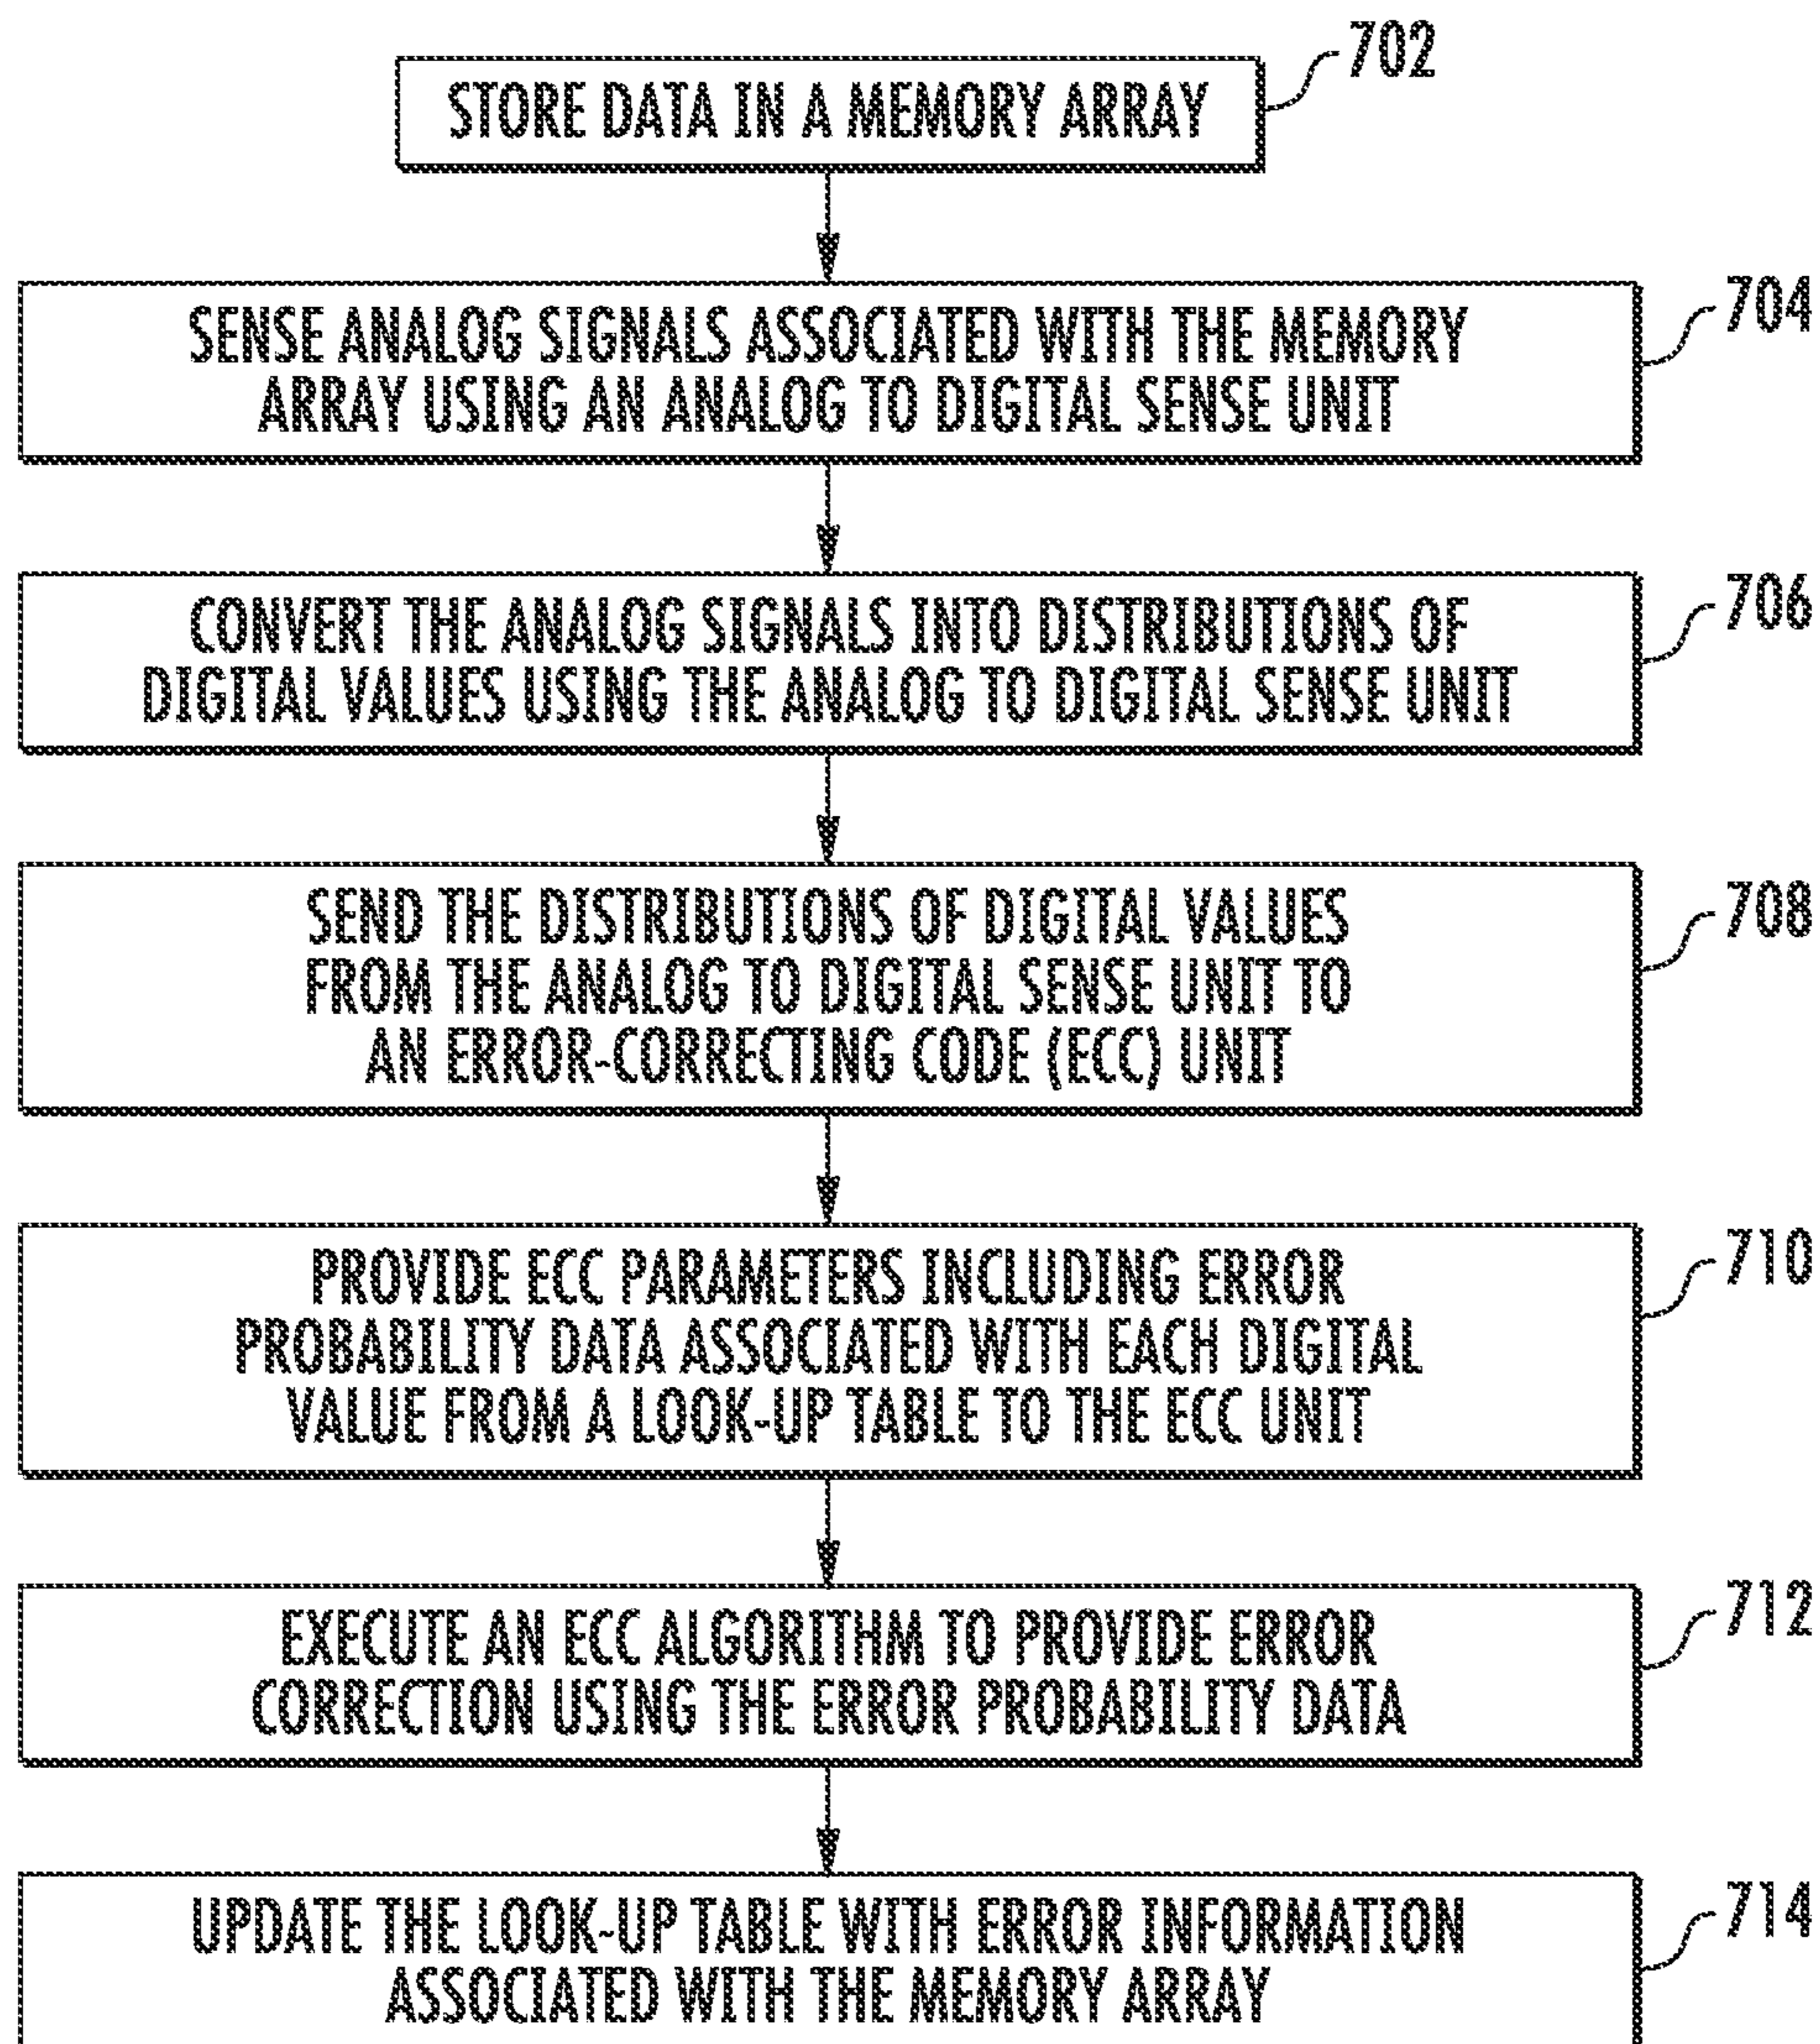 702
STORE DATA IN A MEMORY ARRAY
704
SENSE ANALOG SIGNALS ASSOCIATED WITH THE MEMORY
ARRAY USING AN ANALOG TO DIGITAL SENSE UNIT
706
CONVERT THE ANALOG SIGNALS INTO DISTRIBUTIONS OF
DIGITAL VALUES USING THE ANALOG TO DIGITAL SENSE UNIT
708
SEND THE DISTRIBUTIONS OF DIGITAL VALUES
FROM THE ANALOG TO DIGITAL SENSE UNIT TO
AN ERROR-CORRECTING CODE (ECC) UNIT
710
PROVIDE ECC PARAMETERS INCLUDING ERROR
PROBABILITY DATA ASSOCIATED WITH EACH DIGITAL
VALUE FROM A LOOK-UP TABLE TO THE ECC UNIT
712
EXECUTE AN ECC ALGORITHM TO PROVIDE ERROR
CORRECTION USING THE ERROR PROBABILITY DATA
714
UPDATE THE LOOK-UP TABLE WITH ERROR INFORMATION
ASSOCIATED WITH THE MEMORY ARRAY